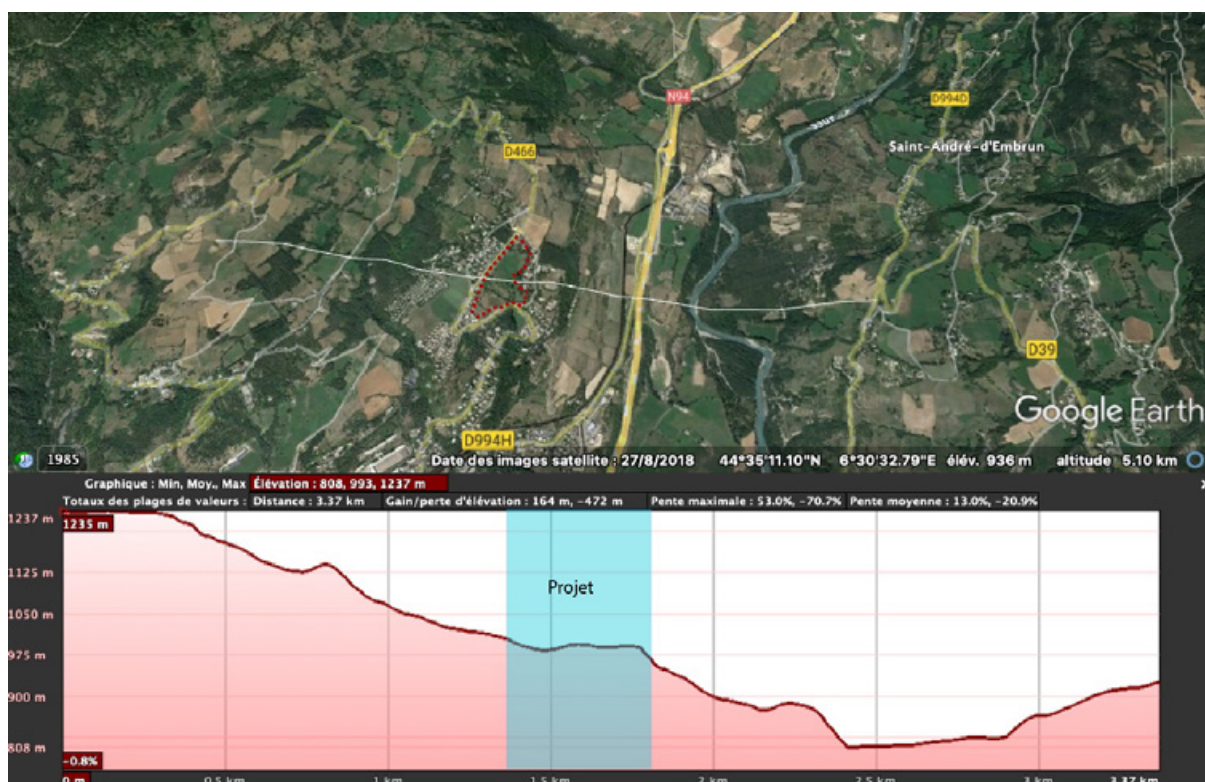 N94
D994D
D466
Saint-André-d'Embrun
D39
Google Earth
D994H
1985
Date des images satellite : 27/8/2018 44°35'11.10"N 6°30'32.79"E élév. 936 m altitude 5.10 km
Graphique : Min, Moy., Max Élévation : 808, 993, 1237 m
Totaux des plages de valeurs : Distance : 3.37 km Gain/perte d'élévation : 164 m, -472 m Pente maximale : 53.0%, -70.7% Pente moyenne : 13.0%, -20.9%
1237 m
1235 m
1125 m
Projet
1050 m
975 m
900 m
808 m
-0.8%
0 m 0.5 km 1 km 1.5 km 2 km 2.5 km 3 km 3.37 km